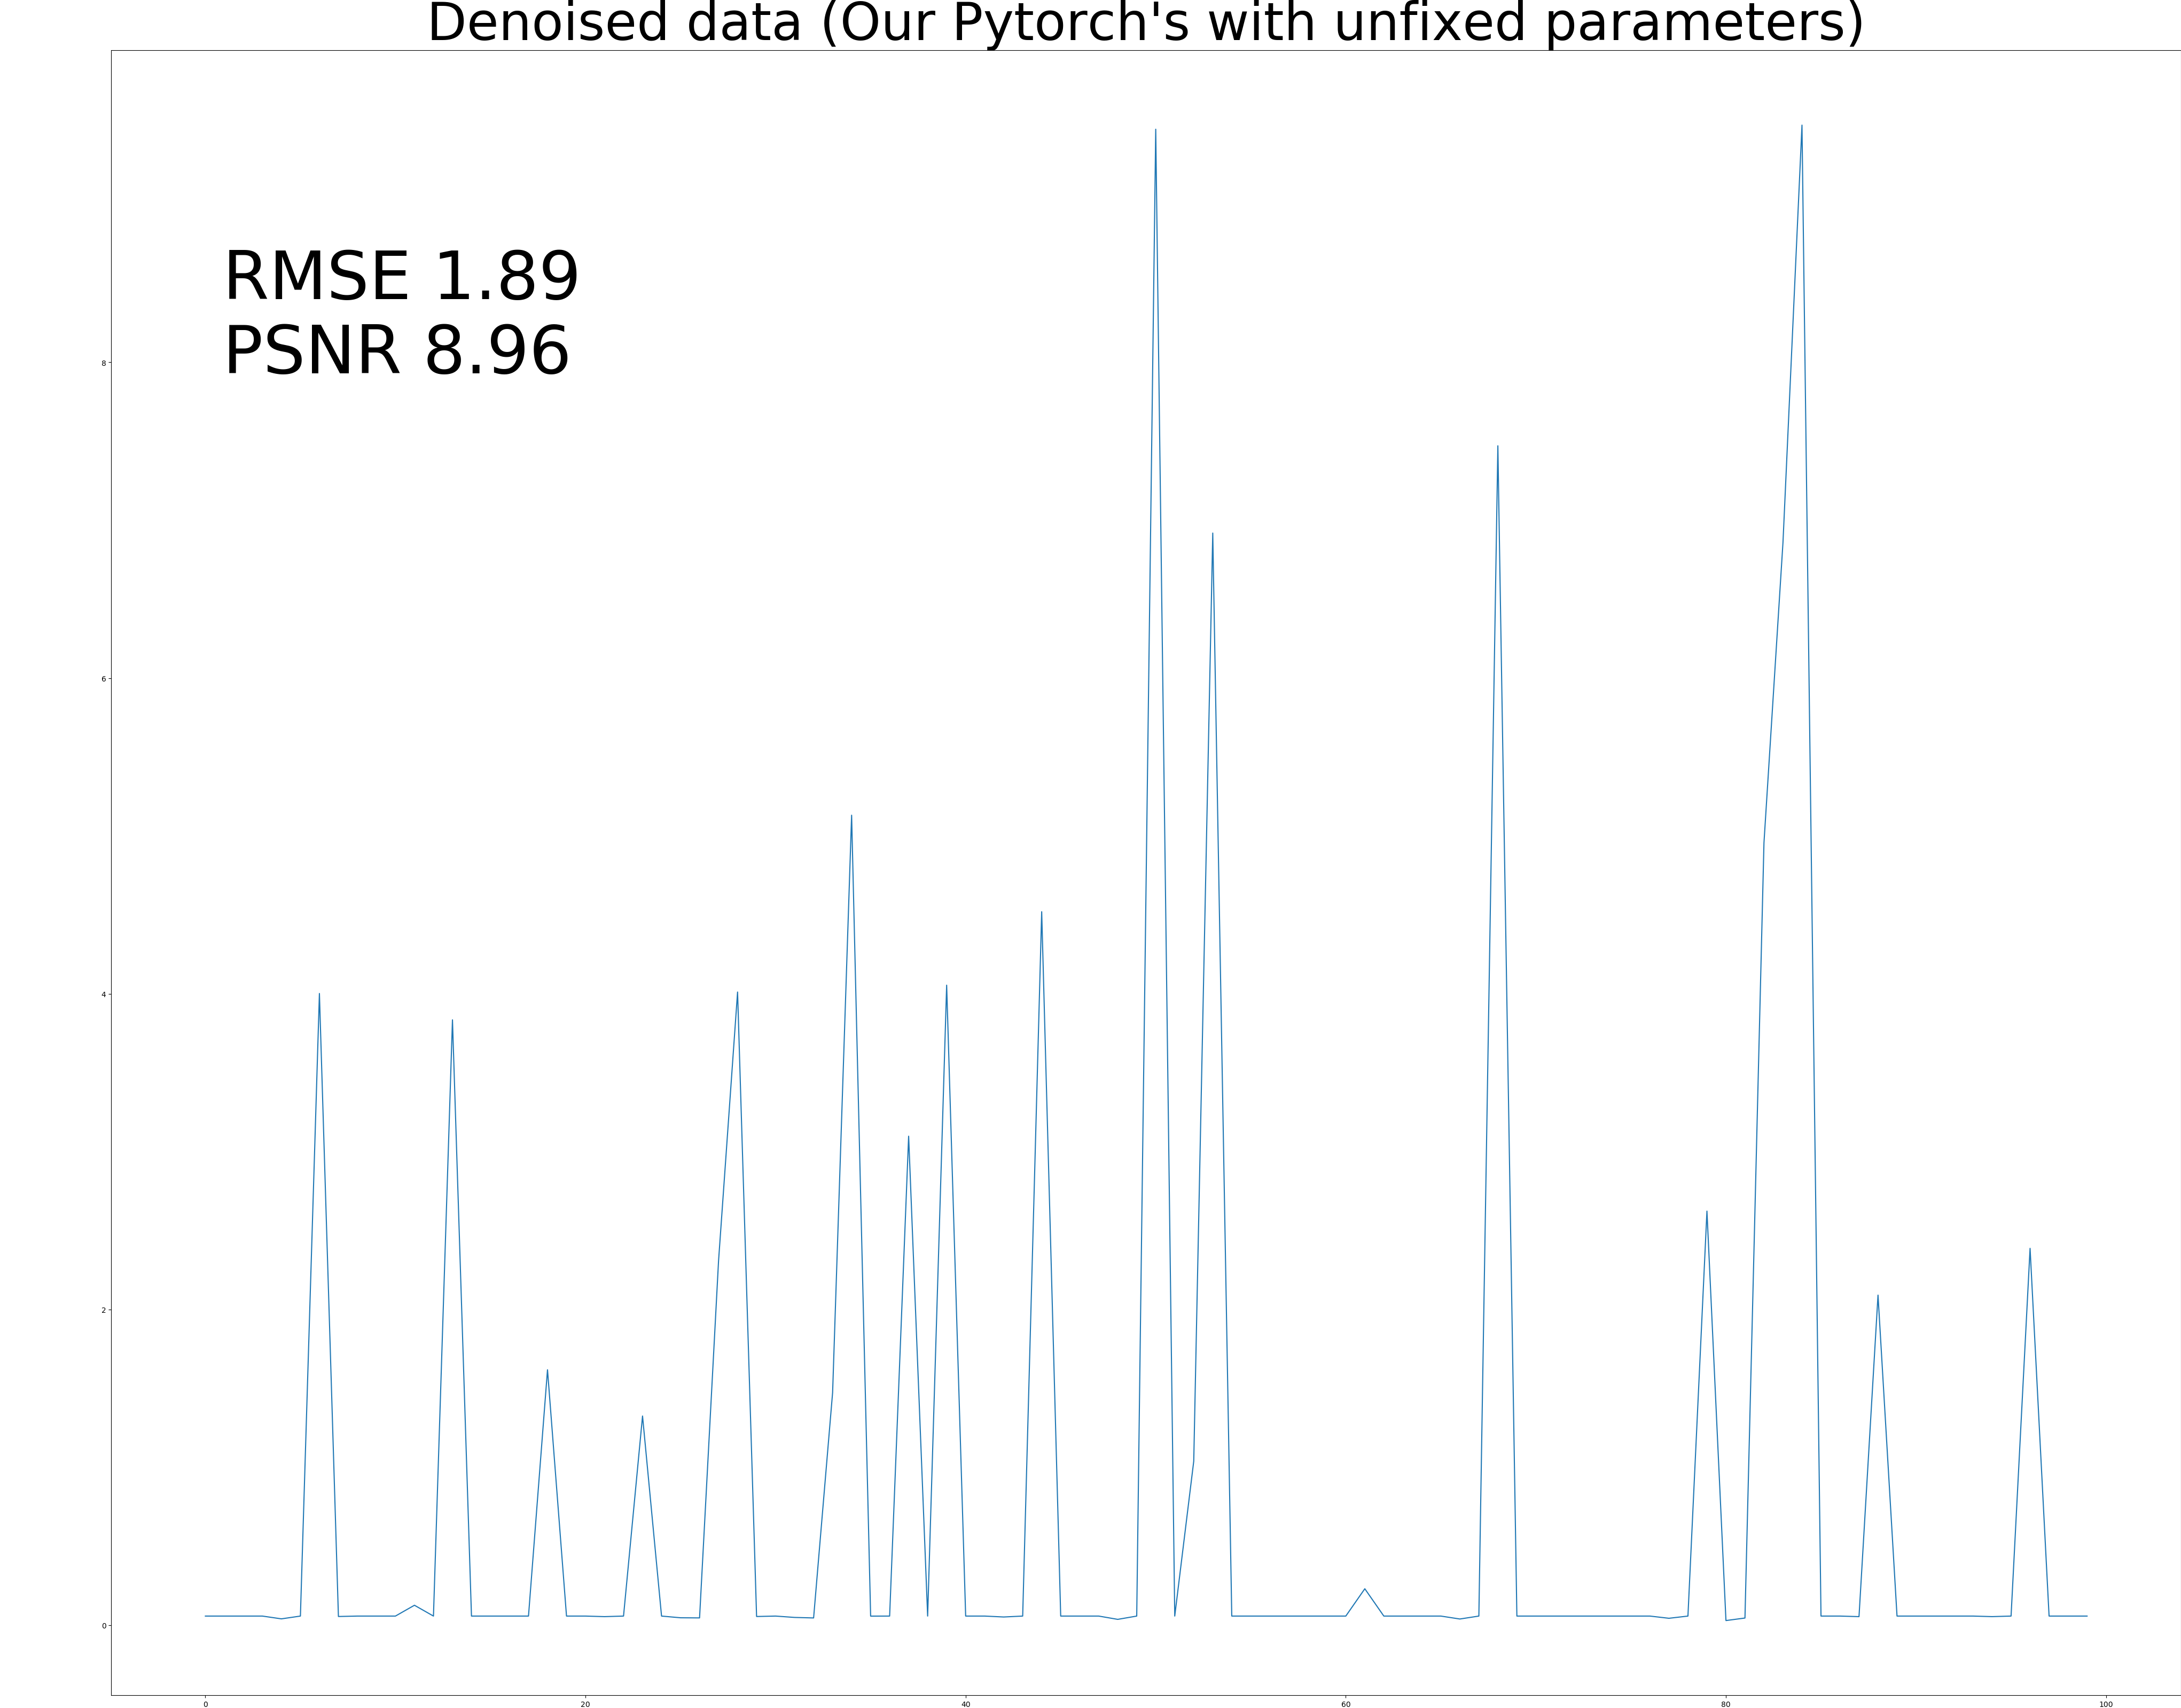 Denoised data (Our Pytorch's with unfixed parameters)
RMSE 1.89
PSNR 8.96
8
6
4
2
0
0 20 40 60 80 100